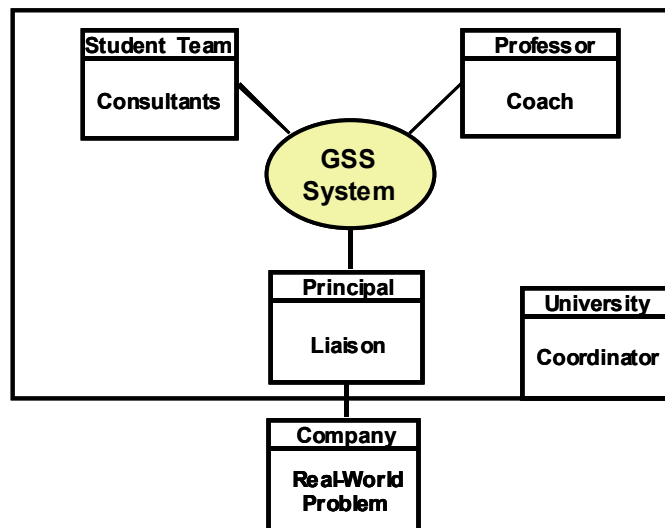 Student Team
Consultants
Professor
Coach
GSS
System
Principal
Liaison
University
Coordinator
Company
Real-World
Problem